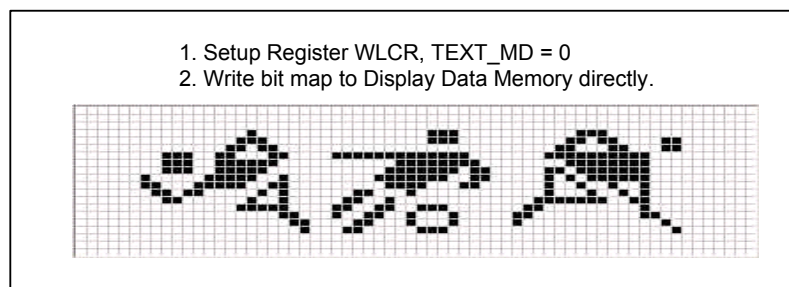 1. Setup Register WLCR, TEXT_MD = 0
2. Write bit map to Display Data Memory directly.